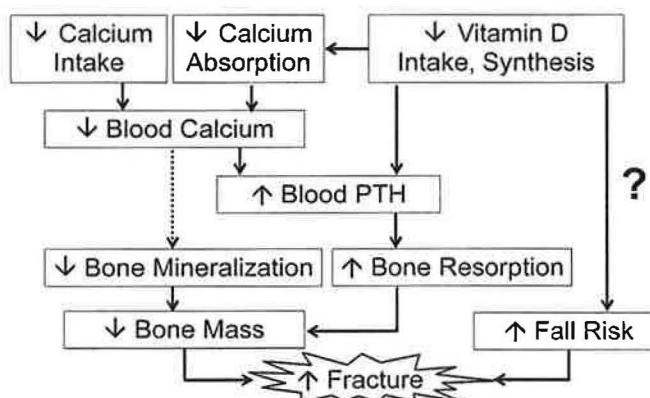 ↓ Calcium
Intake
↓ Calcium
Absorption
↓ Vitamin D
Intake, Synthesis
↓ Blood Calcium
↑ Blood PTH
?
↓ Bone Mineralization
↑ Bone Resorption
↓ Bone Mass
↑ Fall Risk
↑ Fracture